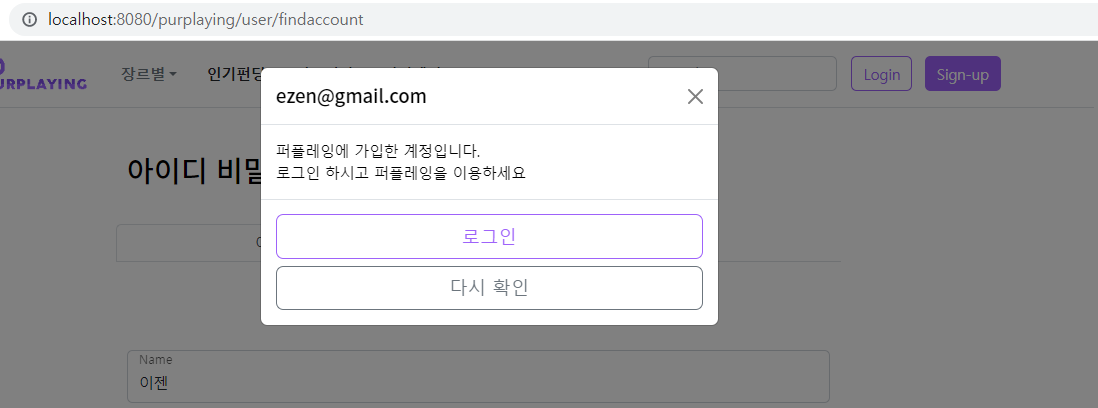 localhost:8080/purplaying/user/findaccount
URPLAYING
장르별
인기펀딩
Login
Sign-up
ezen@gmail.com
퍼플레잉에 가입한 계정입니다.
로그인 하시고 퍼플레잉을 이용하세요
아이디
로그인
다시 확인
Name
이젠